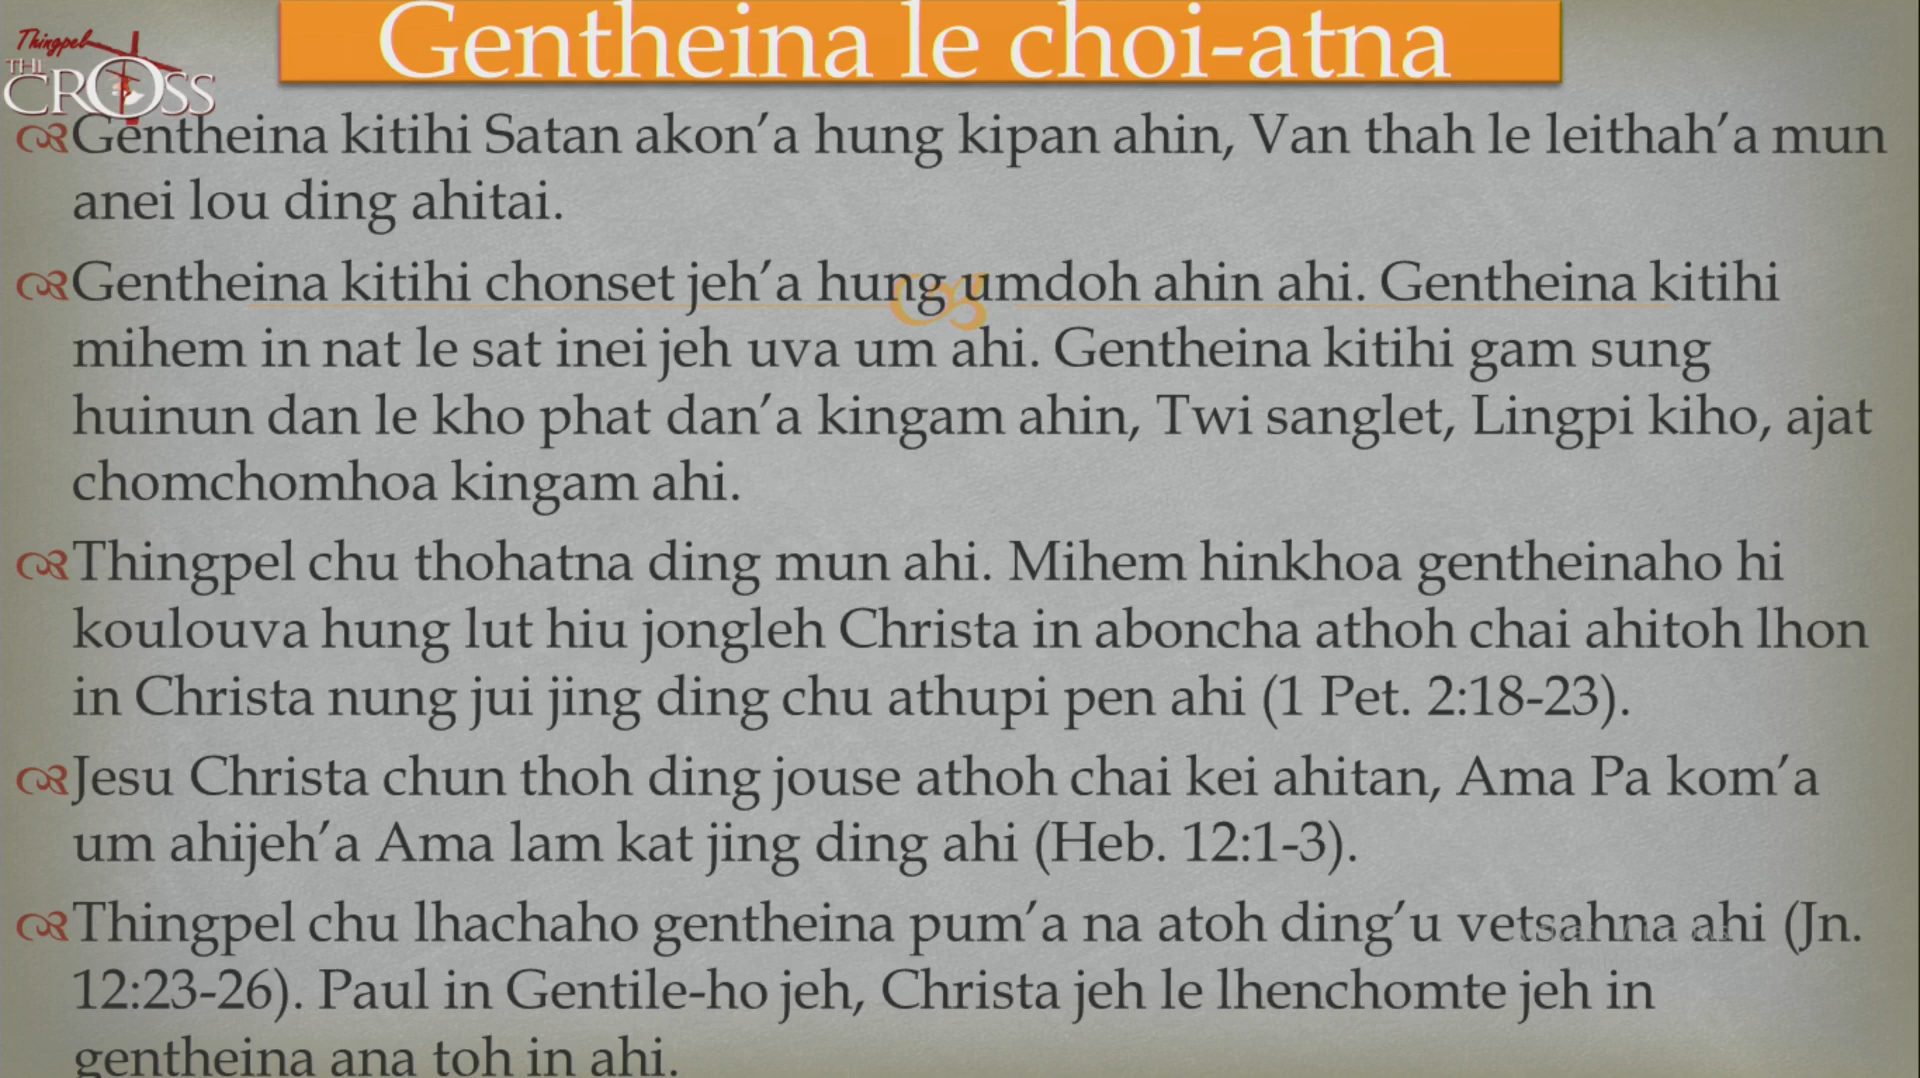 Gentheina le choi-atna
Thingpel
THE
CROSS
Gentheina kitihi Satan akon’a hung kipan ahin, Van thah le leithah’a mun
anei lou ding ahitai.
Gentheina kitihi chonset jeh’a hung umdoh ahin ahi. Gentheina kitihi
mihem in nat le sat inei jeh uva um ahi. Gentheina kitihi gam sung
huinun dan le kho phat dan’a kingam ahin, Twi sanglet, Lingpi kiho, ajat
chomchomhoa kingam ahi.
Thingpel chu thohatna ding mun ahi. Mihem hinkhoa gentheinaho hi
koulouva hung lut hiu jongleh Christa in aboncha athoh chai ahitoh lhon
in Christa nung jui jing ding chu athupi pen ahi (1 Pet. 2:18-23).
Jesu Christa chun thoh ding jouse athoh chai kei ahitan, Ama Pa kom’a
um ahijeh’a Ama lam kat jing ding ahi (Heb. 12:1-3).
Thingpel chu lhachaho gentheina pum’a na atoh ding’u vetsahna ahi (Jn.
12:23-26). Paul in Gentile-ho jeh, Christa jeh le lhenchomte jeh in
gentheina ana toh in ahi.